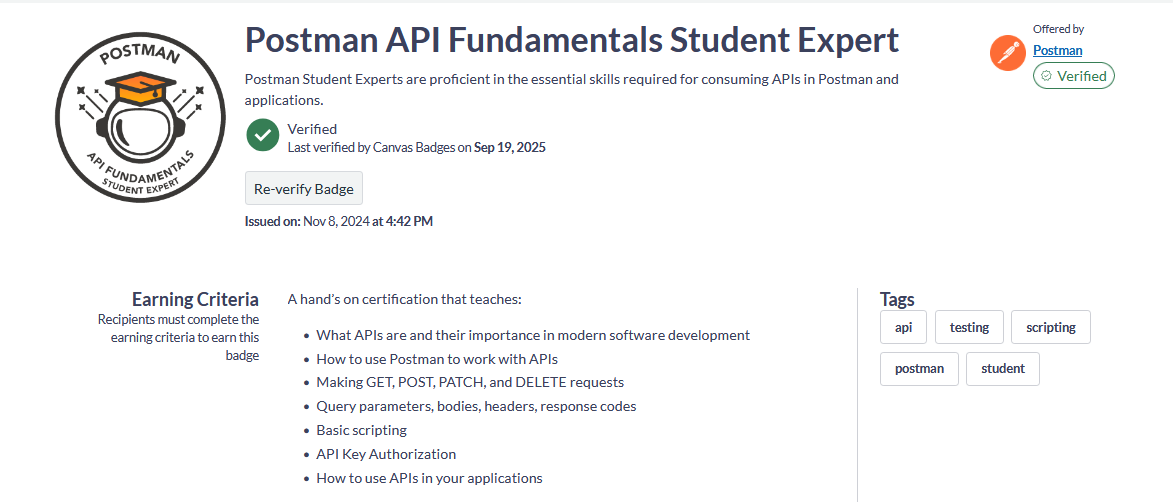 POSTMAN
API FUNDAMENTALS
STUDENT EXPERT
Postman API Fundamentals Student Expert
Postman Student Experts are proficient in the essential skills required for consuming APIs in Postman and
applications.
Verified
Last verified by Canvas Badges on Sep 19, 2025
Re-verify Badge
Issued on: Nov 8, 2024 at 4:42 PM
Offered by
Postman
Verified
Earning Criteria
Recipients must complete the
earning criteria to earn this
badge
A hand's on certification that teaches:
• What APIs are and their importance in modern software development
• How to use Postman to work with APIs
• Making GET, POST, PATCH, and DELETE requests
• Query parameters, bodies, headers, response codes
• Basic scripting
• API Key Authorization
• How to use APIs in your applications
Tags
api testing scripting
postman student